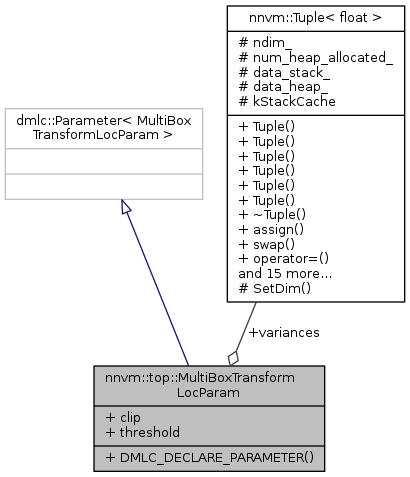 nnvm::Tuple< float >
# ndim_
# num_heap_allocated_
# data_stack_
# data_heap_
# kStackCache
+ Tuple()
+ Tuple()
+ Tuple()
+ Tuple()
+ Tuple()
+ Tuple()
+ ~Tuple()
+ assign()
+ swap()
+ operator=()
and 15 more...
# SetDim()
dmlc::Parameter< MultiBox
TransformLocParam >
+variances
nnvm::top::MultiBoxTransform
LocParam
+ clip
+ threshold
+ DMLC_DECLARE_PARAMETER()